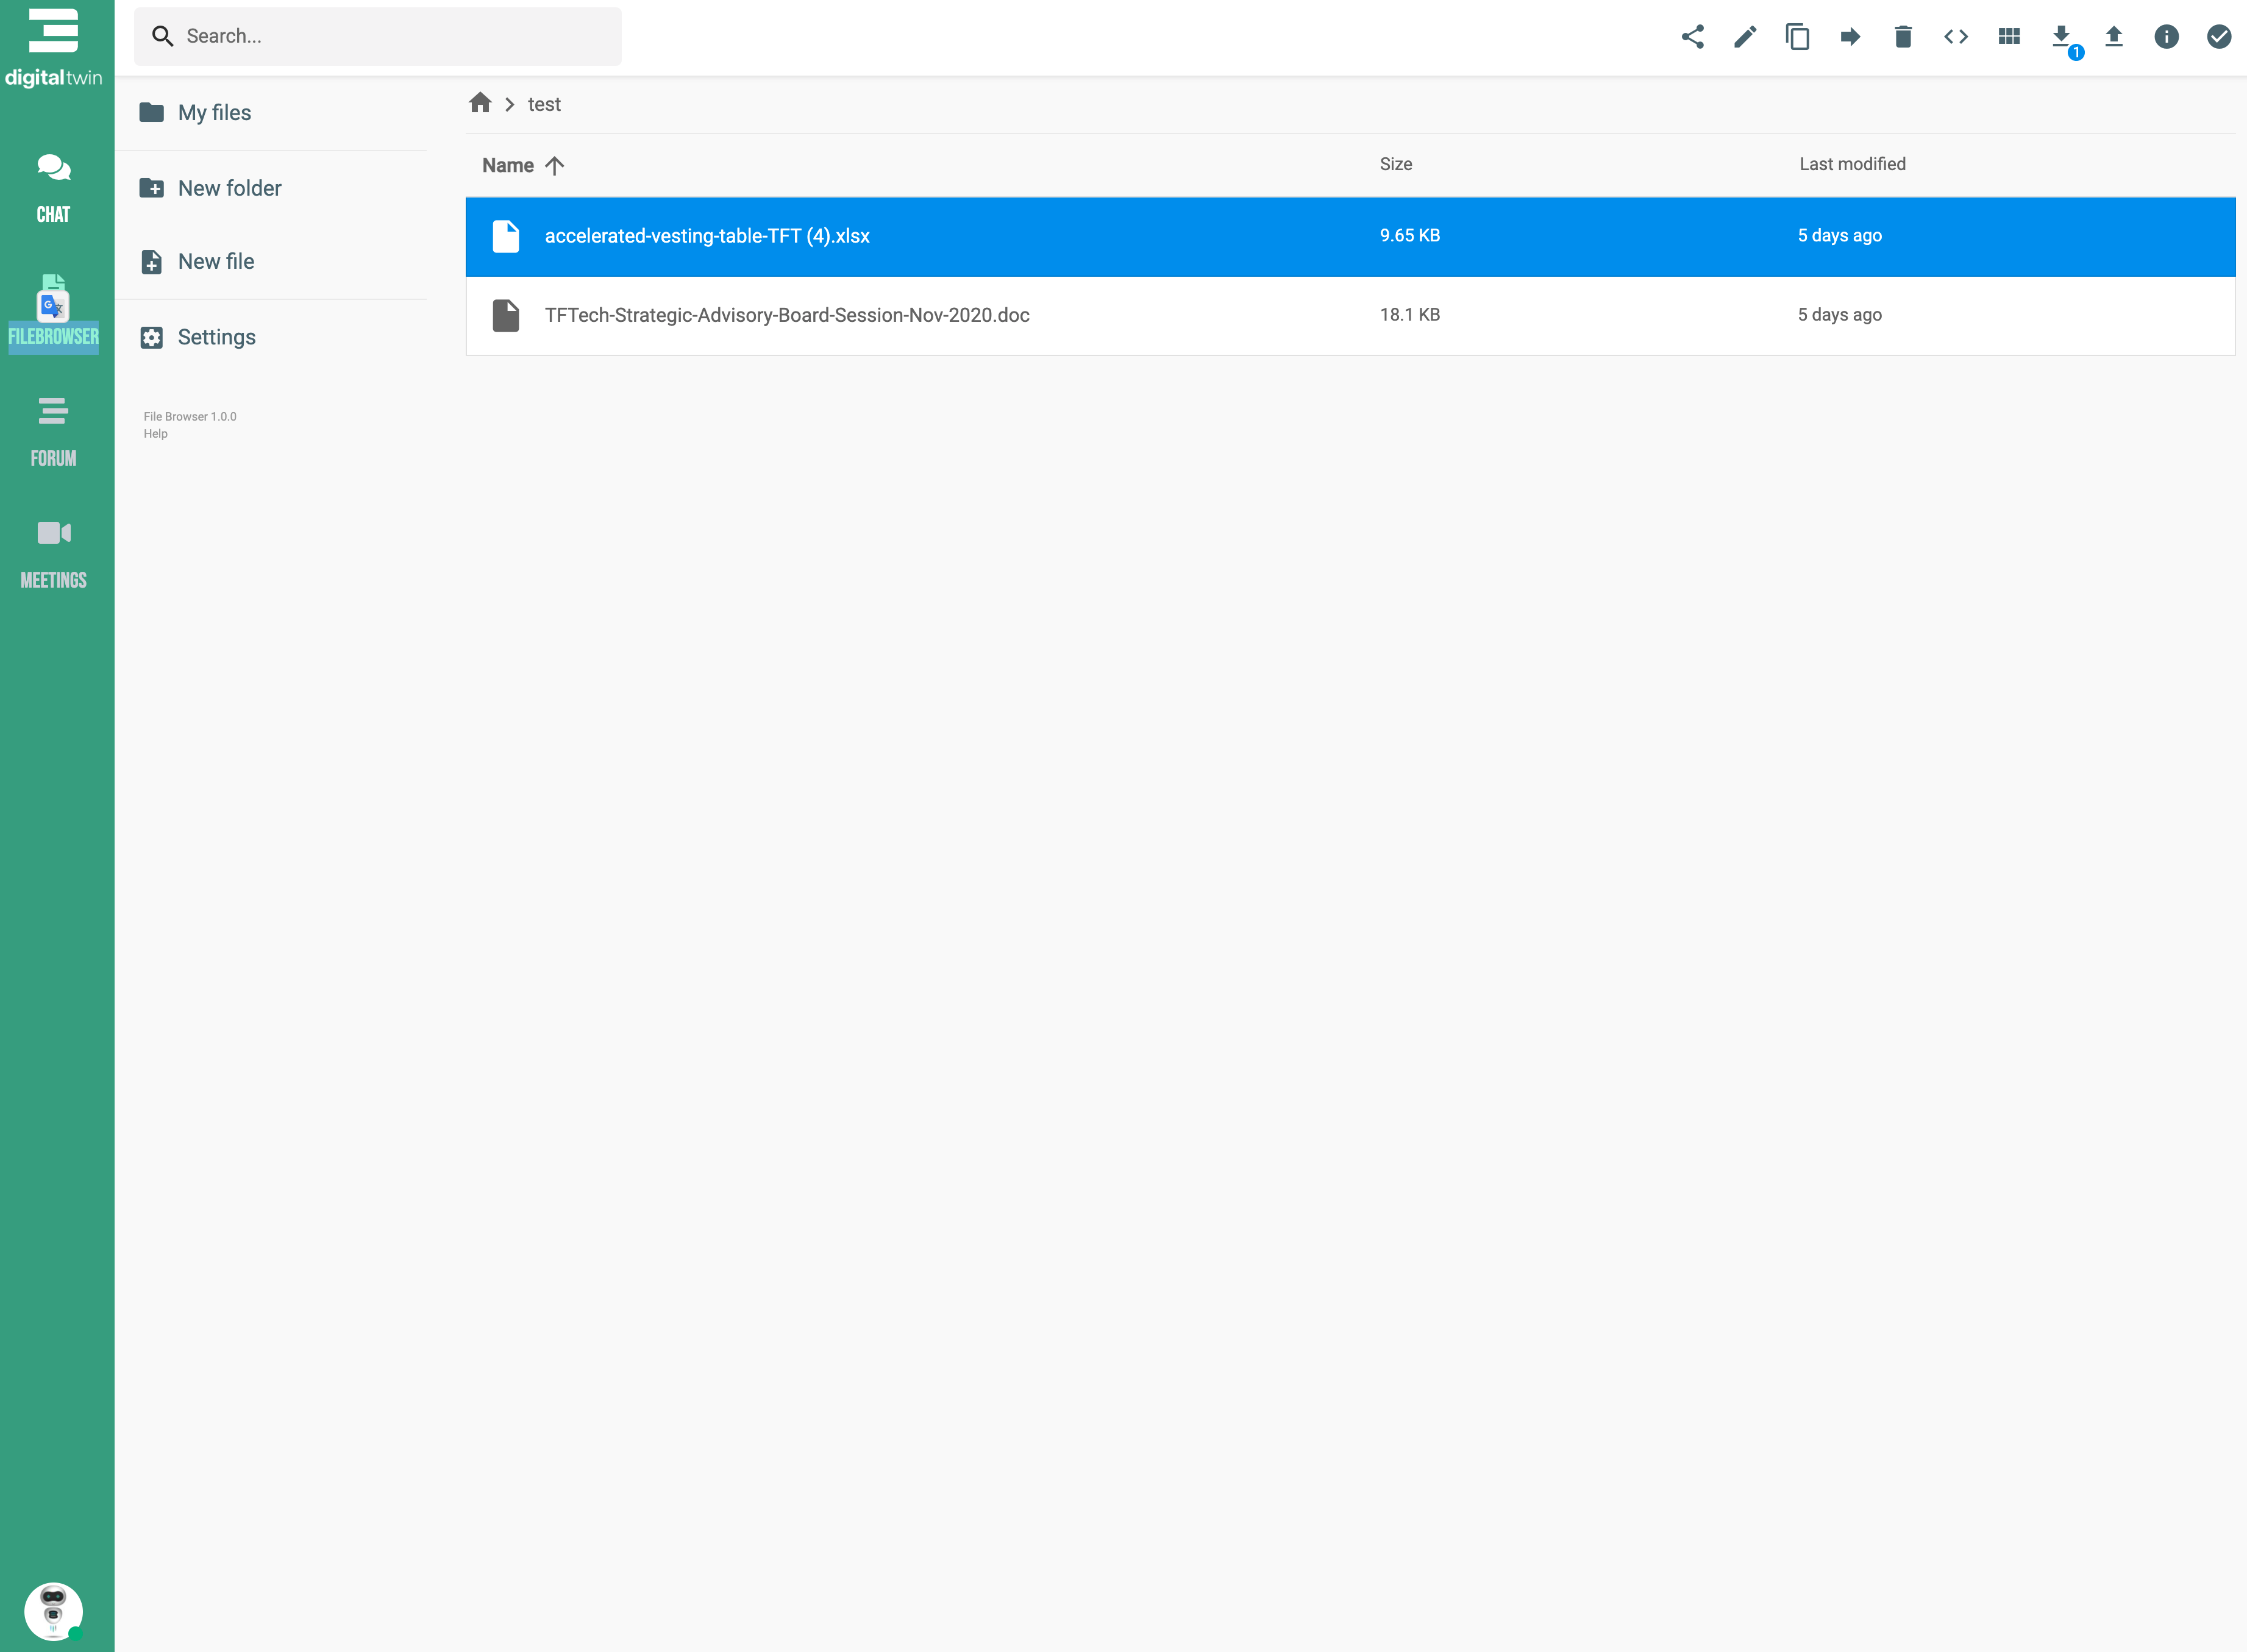 digitaltwin
CHAT
FILEBROWSER
FORUM
MEETINGS
Search...
1
My files
New folder
New file
Settings
File Browser 1.0.0
Help
test
Name Size Last modified
accelerated-vesting-table-TFT (4).xlsx 9.65 KB 5 days ago
TFTech-Strategic-Advisory-Board-Session-Nov-2020.doc 18.1 KB 5 days ago